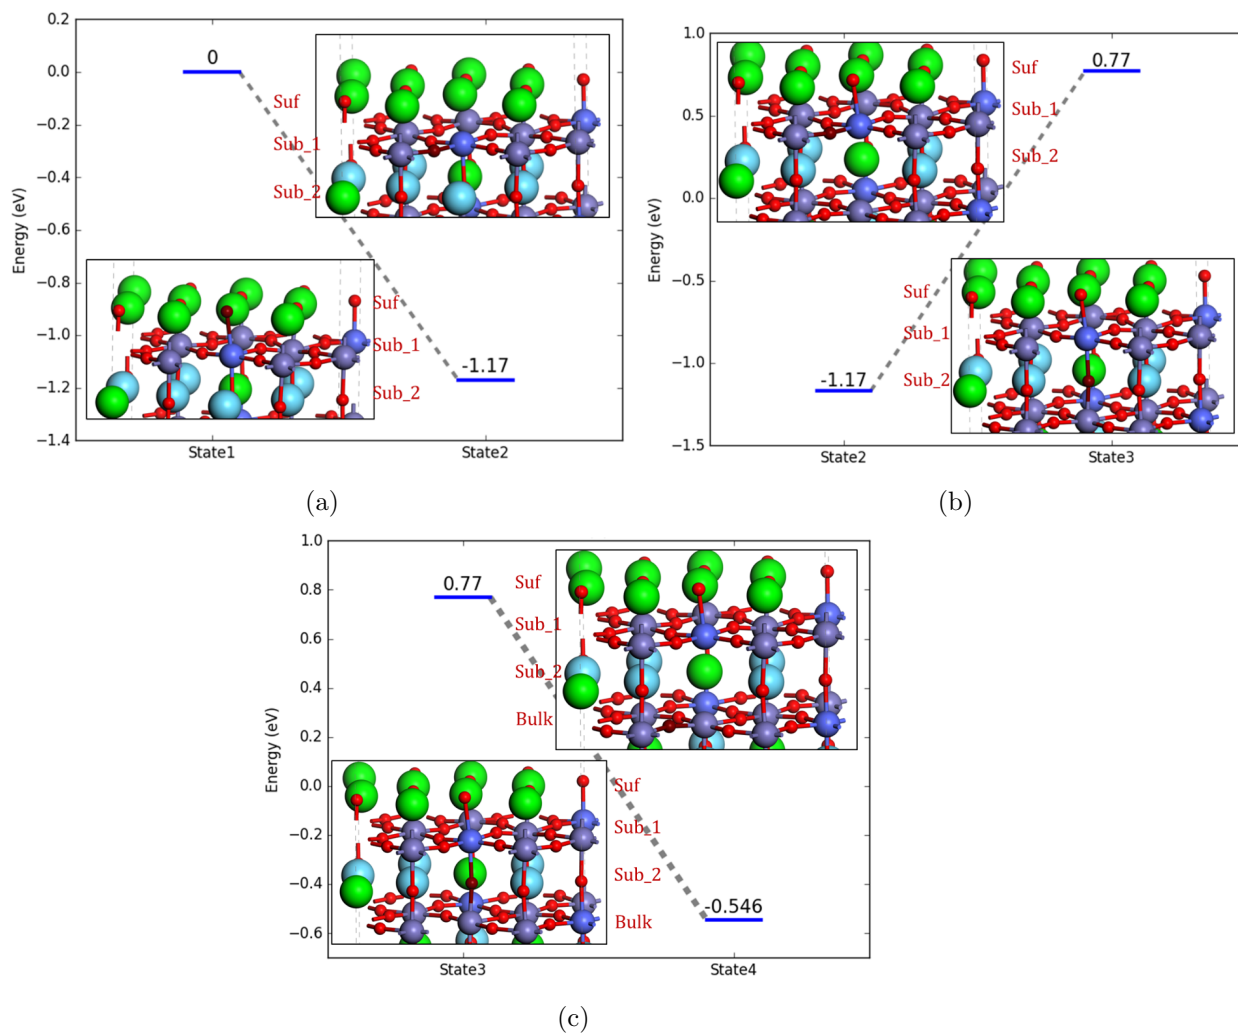 0.2
0.0
−0.2
−0.4
−0.6
−0.8
−1.0
−1.2
−1.4
Energy (eV)
0
Suf
Sub_1
Sub_2
Suf
Sub_1
Sub_2
-1.17
State1 State2
(a)
1.0
0.5
0.0
−0.5
−1.0
−1.5
Energy (eV)
0.77
Suf
Sub_1
Sub_2
Suf
Sub_1
Sub_2
-1.17
State2 State3
(b)
1.0
0.8
0.6
0.4
0.2
0.0
−0.2
−0.4
−0.6
Energy (eV)
0.77
Suf
Sub_1
Sub_2
Bulk
Suf
Sub_1
Sub_2
Bulk
-0.546
State3 State4
(c)